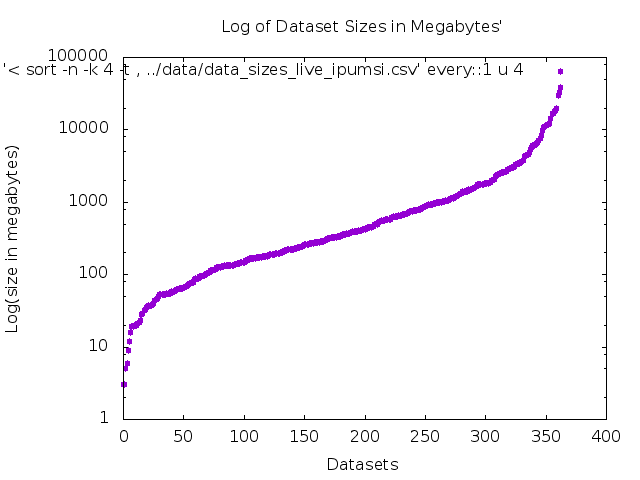 Log of Dataset Sizes in Megabytes'
100000
'< sort -n -k 4 -t , ../data/data_sizes_live_ipumsi.csv' every::1 u 4
10000
1000
100
10
1
Log(size in megabytes)
0 50 100 150 200 250 300 350 400
Datasets